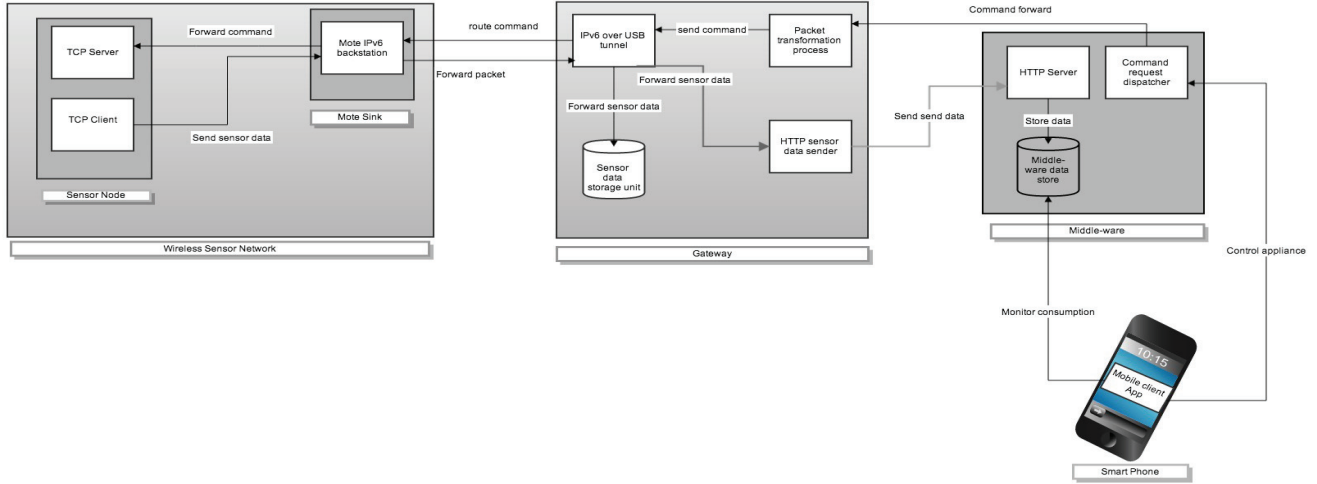 TCP Server
TCP Client
Sensor Node
Forward command
Send sensor data
Mote IPv6
backstation
Mote Sink
Wireless Sensor Network
route command
Forward packet
IPv6 over USB
tunnel
send command
Packet
transformation
process
Forward sensor data
Forward sensor data
Sensor
data
storage unit
HTTP sensor
data sender
Gateway
Command forward
Send send data
HTTP Server
Command
request
dispatcher
Store data
Middle-
ware data
store
Middle-ware
Control appliance
Monitor consumption
10:15
Mobile client
App
Smart Phone